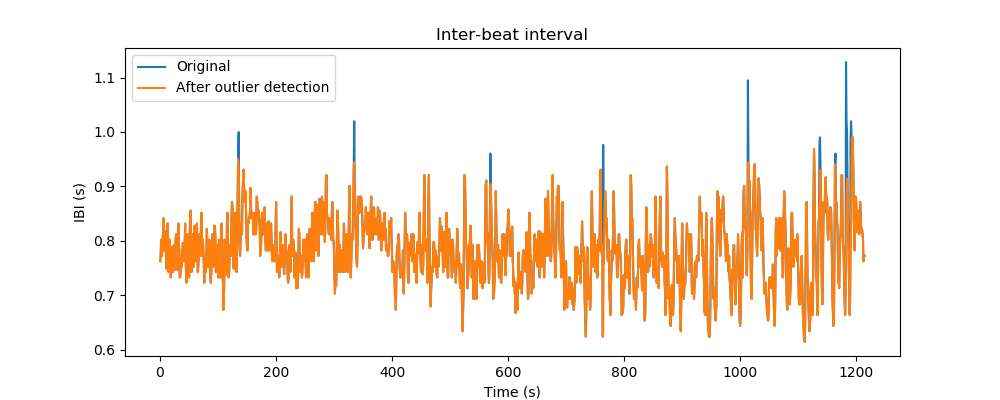 Inter-beat interval
Original
After outlier detection
IBI (s)
1.1
1.0
0.9
0.8
0.7
0.6
0 200 400 600 800 1000 1200
Time (s)